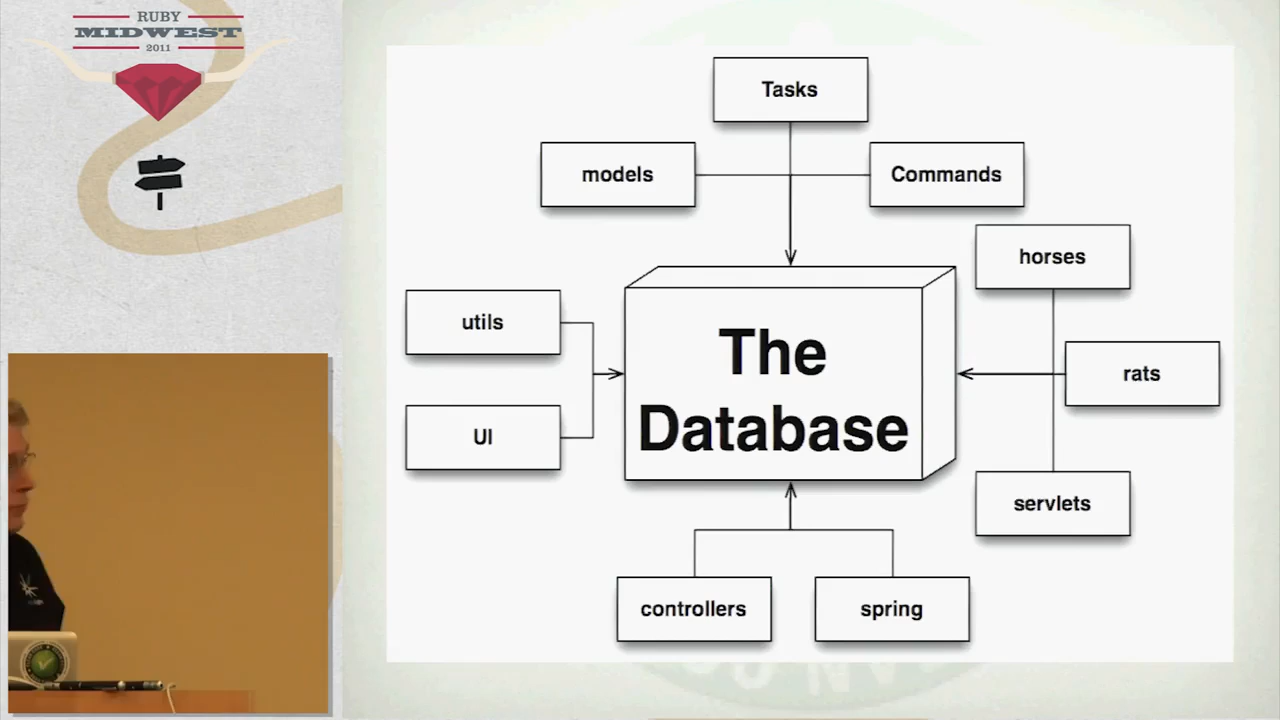 RUBY
MIDWEST
2011
Tasks
models
Commands
horses
utils
The
Database
rats
UI
servlets
controllers
spring